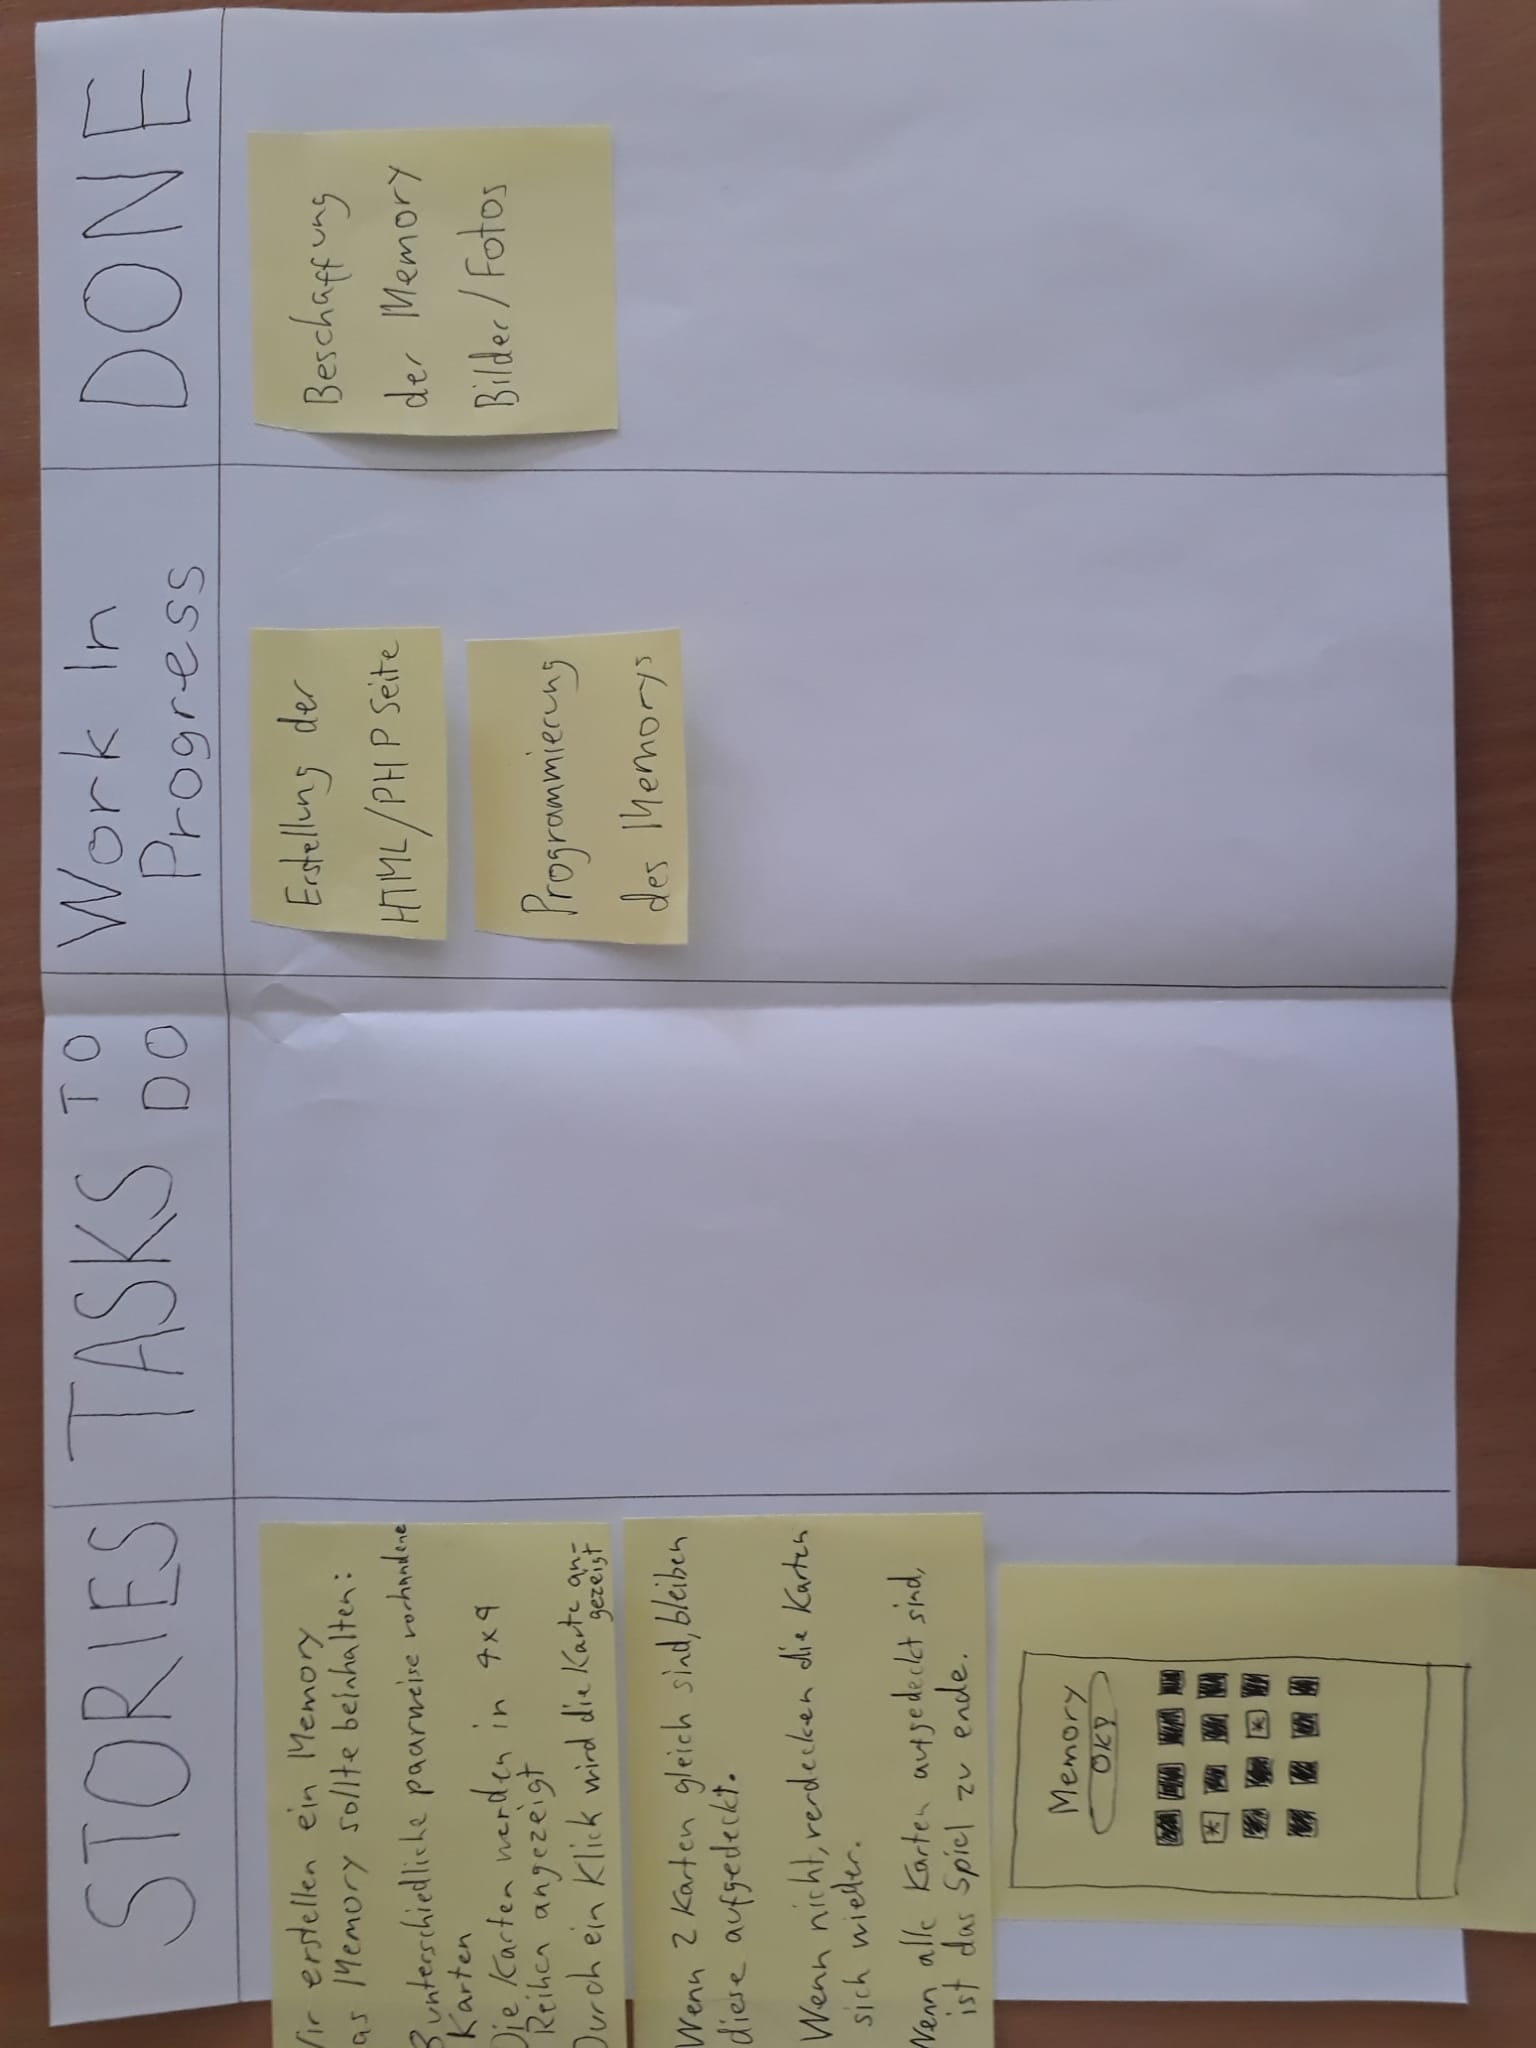 STORIES
TASKS TO DO
Work In Progress
DONE
ir erstellen ein Memory
as Memory sollte beinhalten:
unterschiedliche paarweise vorhandene
Karten
Die Karten werden in 4x4
Reihen angezeigt
Durch ein Klick wird die Karte an-
gezeigt
Wenn 2 Karten gleich sind, bleiben
diese aufgedeckt.
Wenn nicht, verdecken die Karten
sich wieder.
Wenn alle Karten aufgedeckt sind,
ist das Spiel zu ende.
Memory
Erstellung der
HTML/PHP Seite
Programmierung
des Memorys
Beschaffung
der Memory
Bilder/Fotos